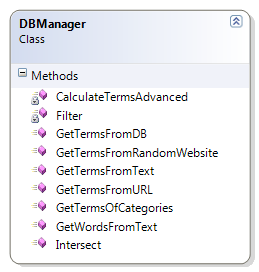 DBManager
Class
Methods
CalculateTermsAdvanced
Filter
GetTermsFromDB
GetTermsFromRandomWebsite
GetTermsFromText
GetTermsFromURL
GetTermsOfCategories
GetWordsFromText
Intersect